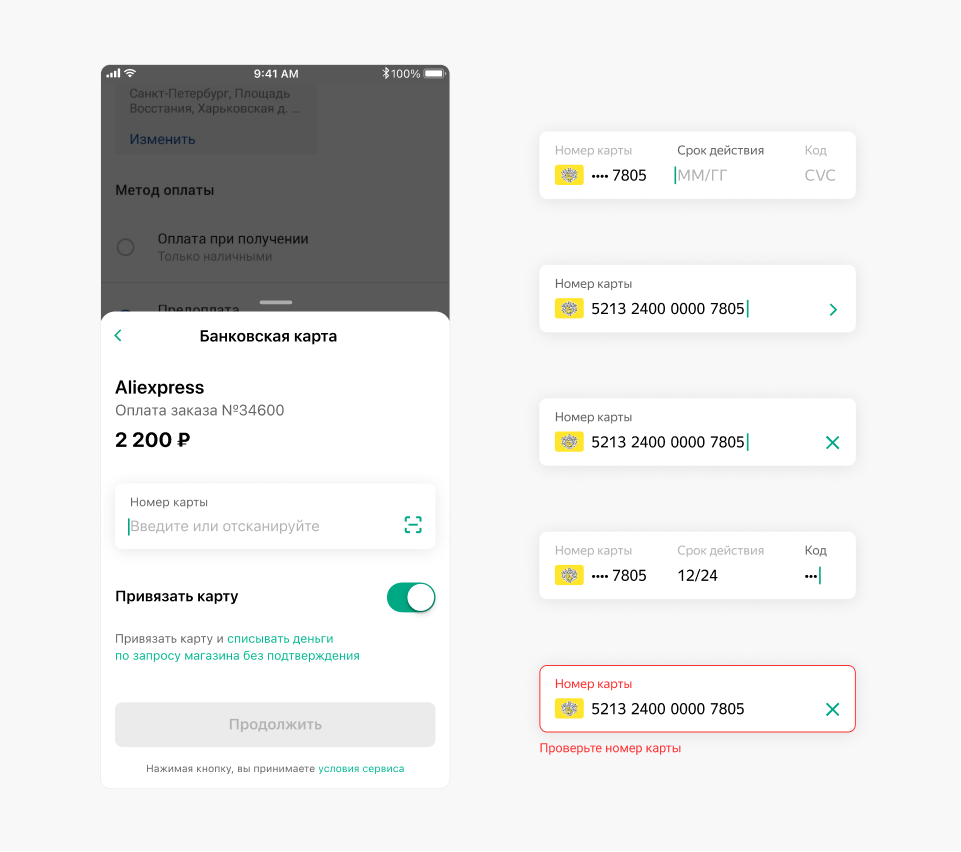 9:41 AM
100%
Санкт-Петербург, Площадь
Восстания, Харьковская д. ...
Изменить
Метод оплаты
Оплата при получении
Только наличными
Предоплата
Банковская карта
Aliexpress
Оплата заказа №34600
2 200 ₽
Номер карты
Введите или отсканируйте
Привязать карту
Привязать карту и списывать деньги
по запросу магазина без подтверждения
Продолжить
Нажимая кнопку, вы принимаете условия сервиса
Номер карты Срок действия Код
•••• 7805 ММ/ГГ CVC
Номер карты
5213 2400 0000 7805
Номер карты
5213 2400 0000 7805
Номер карты Срок действия Код
•••• 7805 12/24 •••
Номер карты
5213 2400 0000 7805
Проверьте номер карты